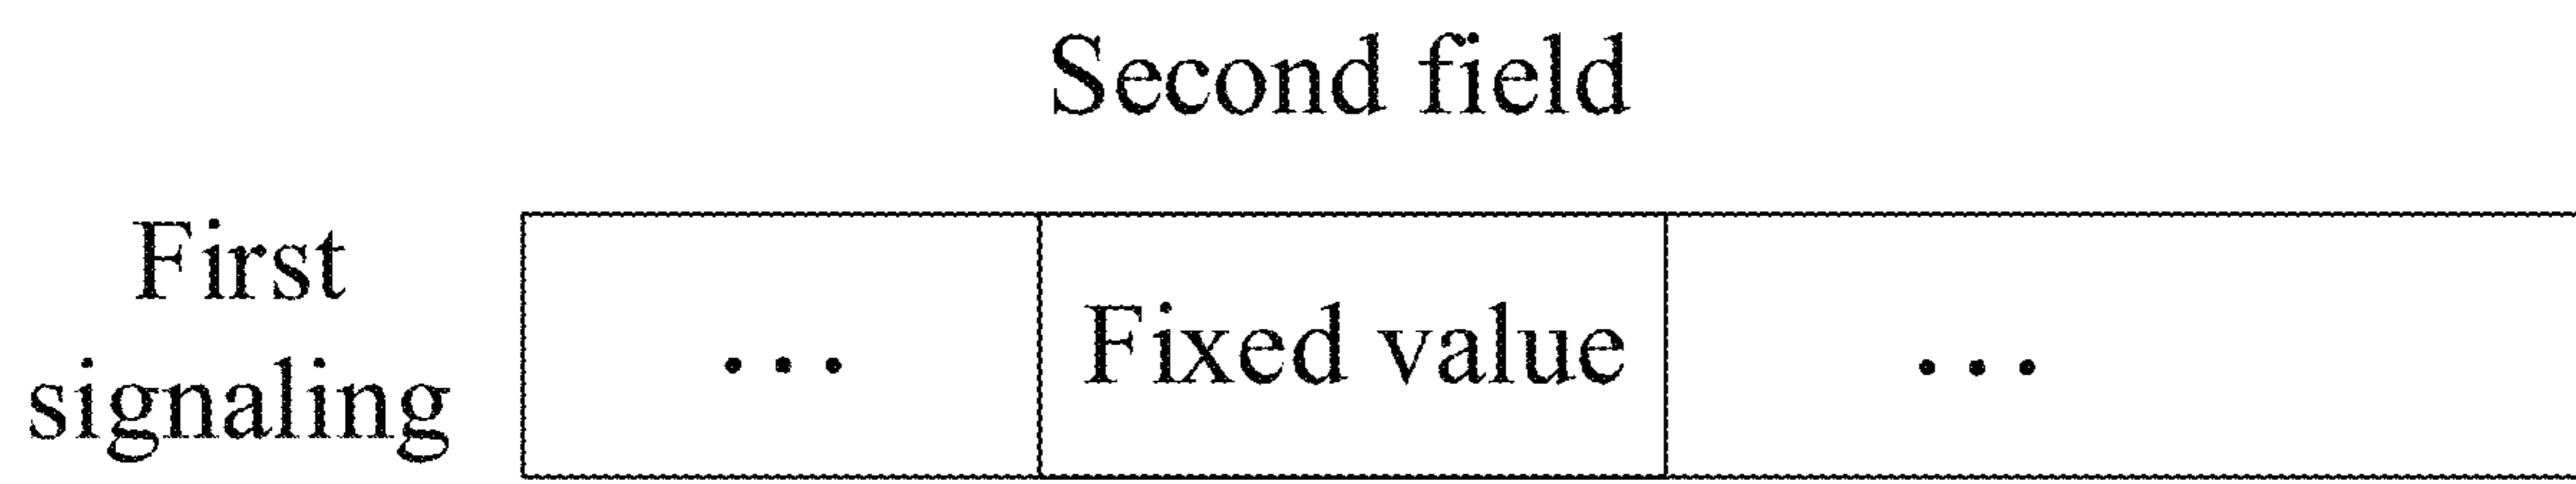 Second field
First
signaling
... Fixed value ...